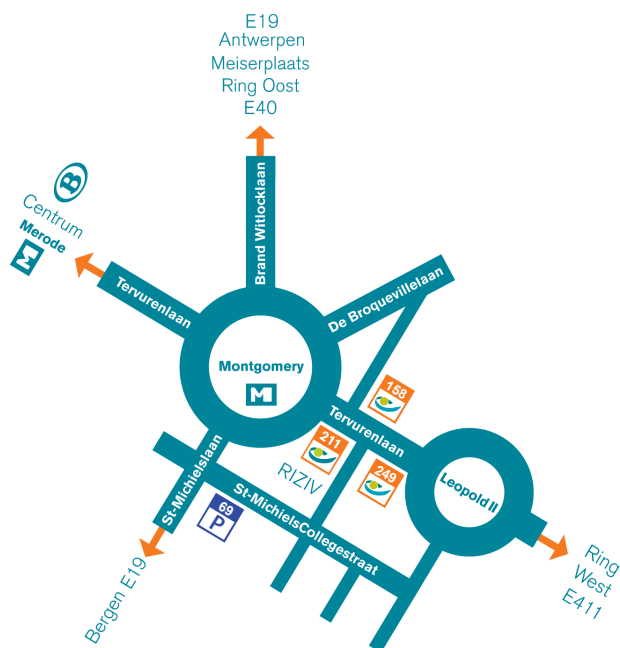 E19
Antwerpen
Meiserplaats
Ring Oost
E40
B
Centrum
Merode
M
Brand Witlocklaan
Tervurenlaan
De Broquevillelaan
Montgomery
M
158
Tervurenlaan
211
RIZIV
249
Leopold II
St-Michielslaan
69
P
St-MichielsCollegestraat
Bergen E19
Ring
West
E411